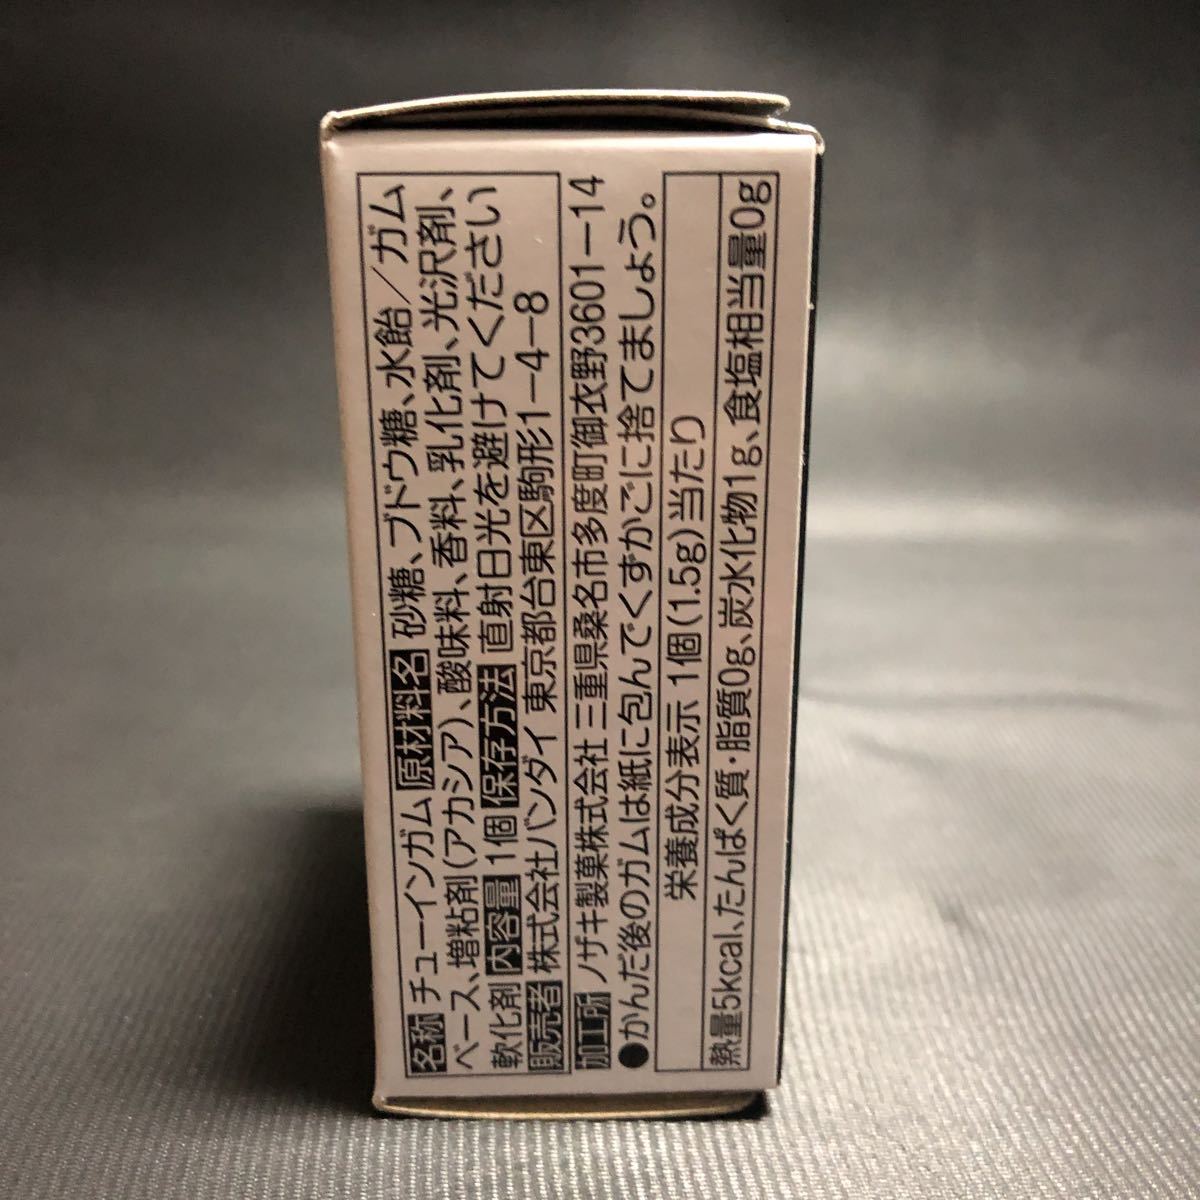 名称 チューインガム 原材料名 砂糖、ブドウ糖、水飴／ガム
ベース、増粘剤(アカシア)、酸味料、香料、乳化剤、光沢剤、
軟化剤 内容量 1個 保存方法 直射日光を避けてください
販売者 株式会社バンダイ 東京都台東区駒形1-4-8
加工所 ノザキ製菓株式会社 三重県桑名市多度町御衣野3601-14
●かんだ後のガムは紙に包んでくずかごに捨てましょう。
栄養成分表示 1個(1.5g)当たり
熱量5kcal、たんぱく質・脂質0g、炭水化物1g、食塩相当量0g